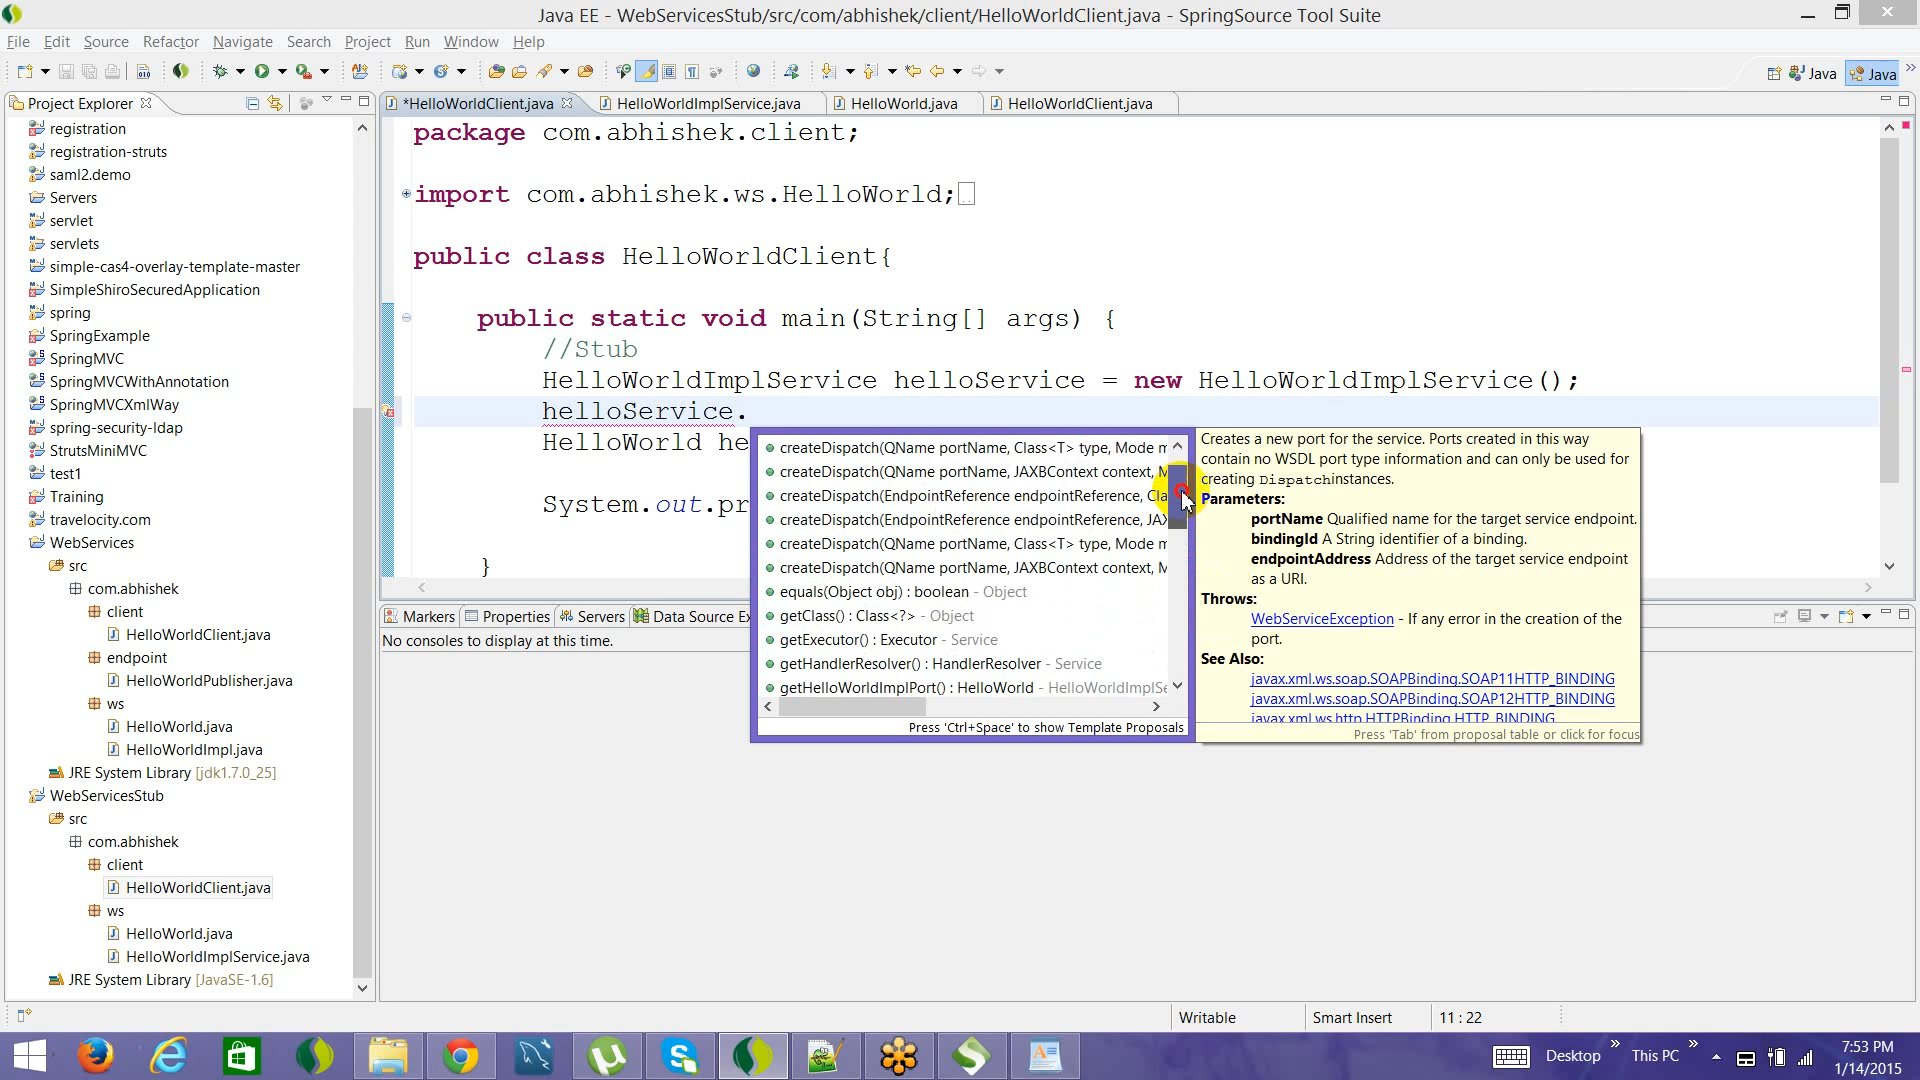 Java EE - WebServicesStub/src/com/abhishek/client/HelloWorldClient.java - SpringSource Tool Suite
File Edit Source Refactor Navigate Search Project Run Window Help
Java Java
Project Explorer
*HelloWorldClient.java HelloWorldImplService.java HelloWorld.java HelloWorldClient.java
registration
registration-struts
saml2.demo
Servers
servlet
servlets
simple-cas4-overlay-template-master
SimpleShiroSecuredApplication
spring
SpringExample
SpringMVC
SpringMVCWithAnnotation
SpringMVCXmlWay
spring-security-ldap
StrutsMiniMVC
test1
Training
travelocity.com
WebServices
src
com.abhishek
client
HelloWorldClient.java
endpoint
HelloWorldPublisher.java
ws
HelloWorld.java
HelloWorldImpl.java
JRE System Library [jdk1.7.0_25]
WebServicesStub
src
com.abhishek
client
HelloWorldClient.java
ws
HelloWorld.java
HelloWorldImplService.java
JRE System Library [JavaSE-1.6]
package com.abhishek.client;
import com.abhishek.ws.HelloWorld;
public class HelloWorldClient{
public static void main(String[] args) {
//Stub
HelloWorldImplService helloService = new HelloWorldImplService();
helloService.
HelloWorld he
System.out.pr
}
createDispatch(QName portName, Class<T> type, Mode m
createDispatch(QName portName, JAXBContext context, M
createDispatch(EndpointReference endpointReference, Cla
createDispatch(EndpointReference endpointReference, JAX
createDispatch(QName portName, Class<T> type, Mode m
createDispatch(QName portName, JAXBContext context, M
equals(Object obj) : boolean - Object
getClass() : Class<?> - Object
getExecutor() : Executor - Service
getHandlerResolver() : HandlerResolver - Service
getHelloWorldImplPort() : HelloWorld - HelloWorldImplSe
Press 'Ctrl+Space' to show Template Proposals
Creates a new port for the service. Ports created in this way
contain no WSDL port type information and can only be used for
creating Dispatchinstances.
Parameters:
portName Qualified name for the target service endpoint.
bindingId A String identifier of a binding.
endpointAddress Address of the target service endpoint
as a URI.
Throws:
WebServiceException - If any error in the creation of the
port.
See Also:
javax.xml.ws.soap.SOAPBinding.SOAP11HTTP_BINDING
javax.xml.ws.soap.SOAPBinding.SOAP12HTTP_BINDING
javax.xml.ws.http.HTTPBinding.HTTP_BINDING
Press 'Tab' from proposal table or click for focus
Markers Properties Servers Data Source Ex
No consoles to display at this time.
Writable Smart Insert 11 : 22
Desktop This PC
7:53 PM
1/14/2015